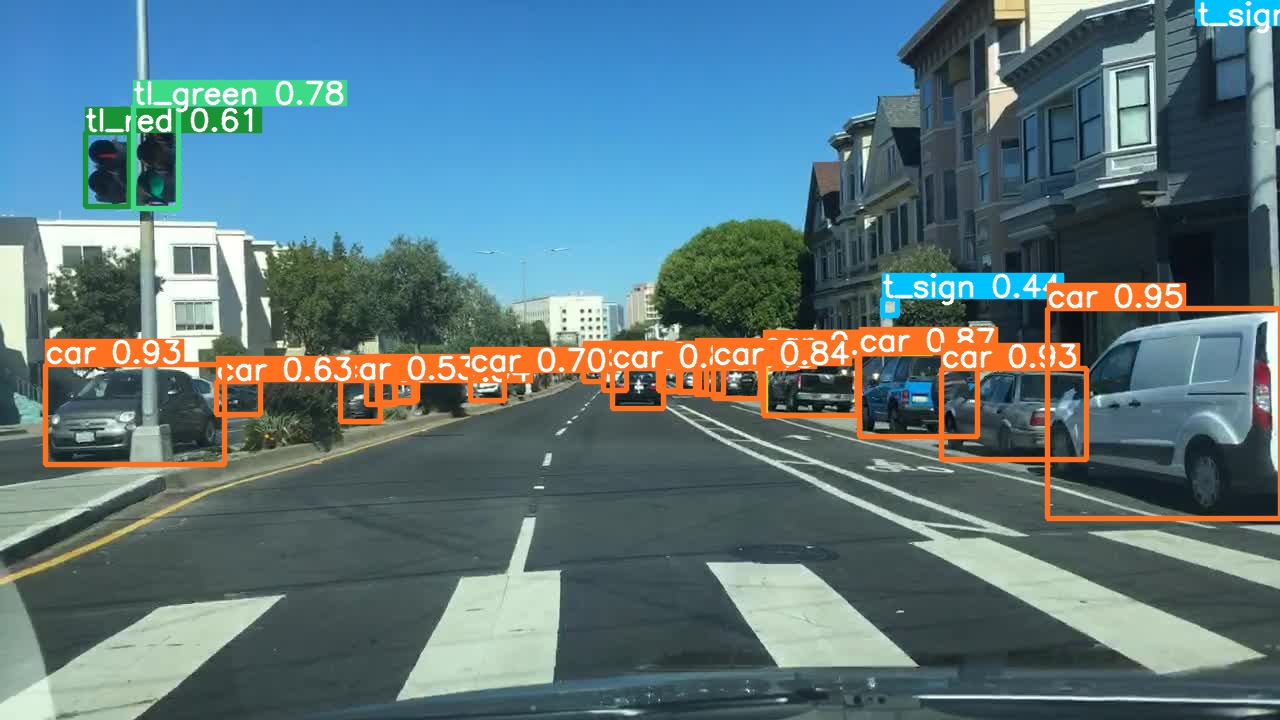 t_sign
tl_green 0.78
tl_red 0.61
t_sign 0.44
car 0.95
car 0.87
car 0.93
car 0.63
car 0.53
car 0.70
car 0.84
car 0.93